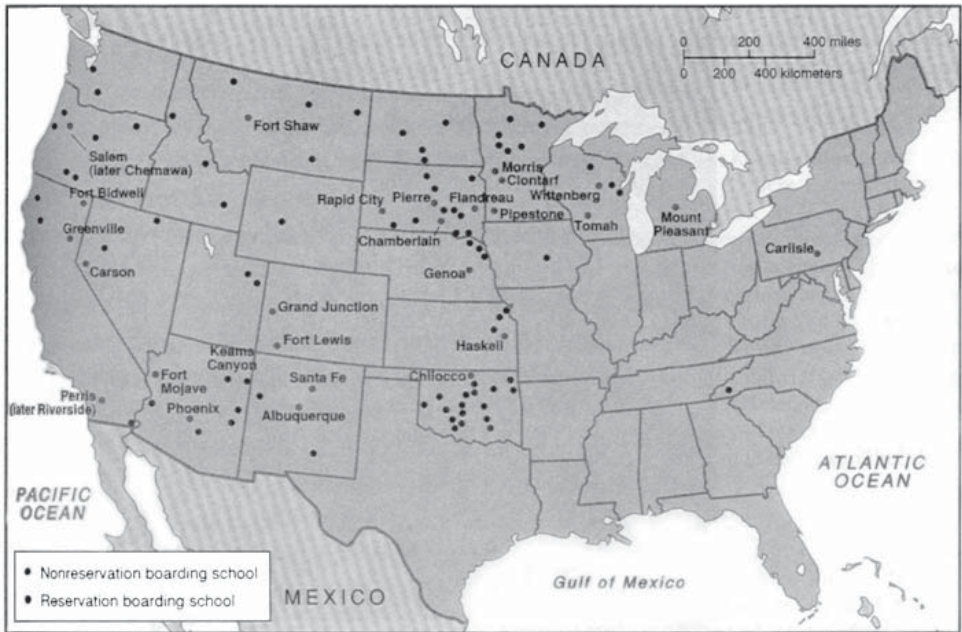 CANADA
0 200 400 miles
0 200 400 kilometers
Fort Shaw
Salem
(later Chemawa)
Morris
Clontarf
Rapid City
Pierre
Flandreau
Wittenberg
Fort Bidwell
Pipestone
Tomah
Mount
Pleasant
Greenville
Chamberlain
Carlisle
Carson
Genoa
Grand Junction
Fort Lewis
Haskell
Keams
Canyon
Fort
Mojave
Santa Fe
Chilocco
Perris
(later Riverside)
Phoenix
Albuquerque
PACIFIC
OCEAN
ATLANTIC
OCEAN
Nonreservation boarding school
Reservation boarding school
MEXICO
Gulf of Mexico